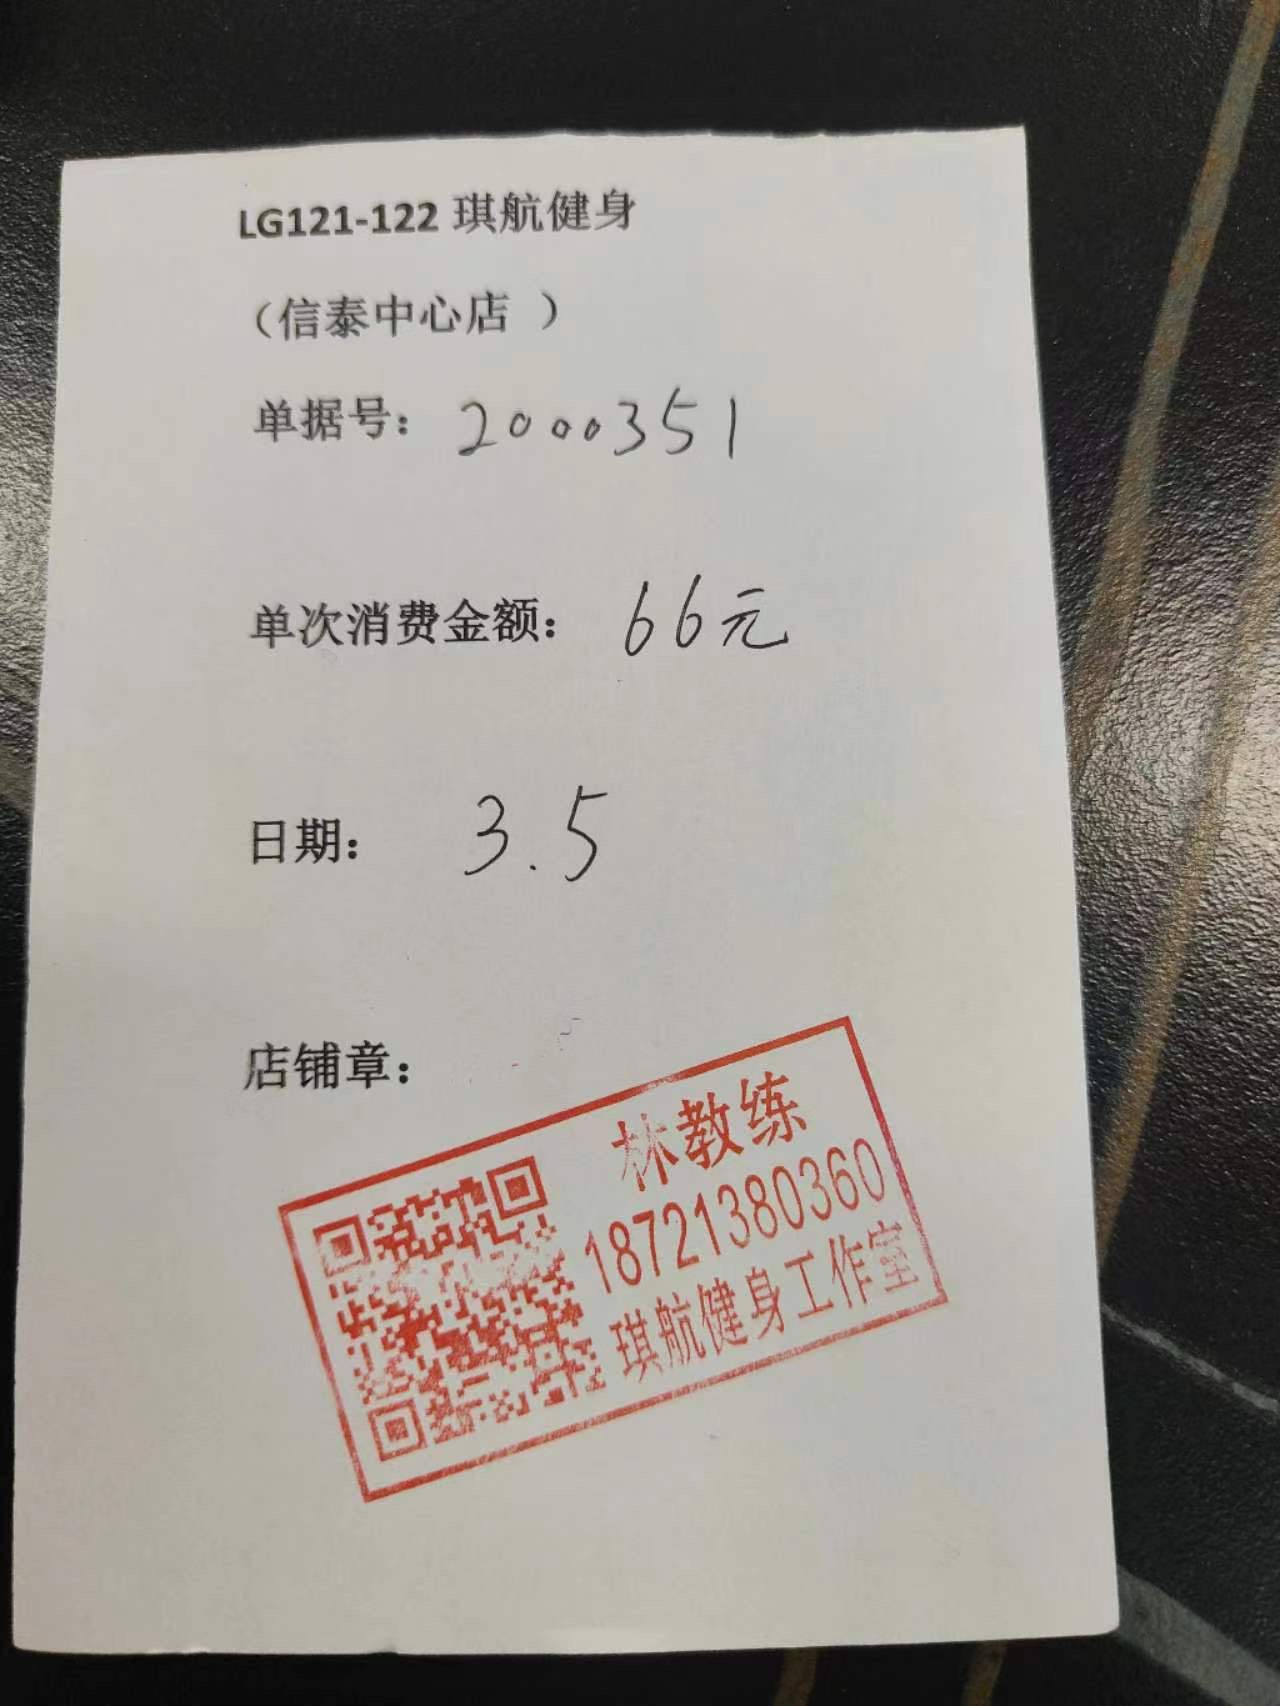 LG121-122 琪航健身
（信泰中心店 ）
单据号： 2000351
单次消费金额： 66元
日期： 3.5
店铺章：
林教练
18721380360
琪航健身工作室